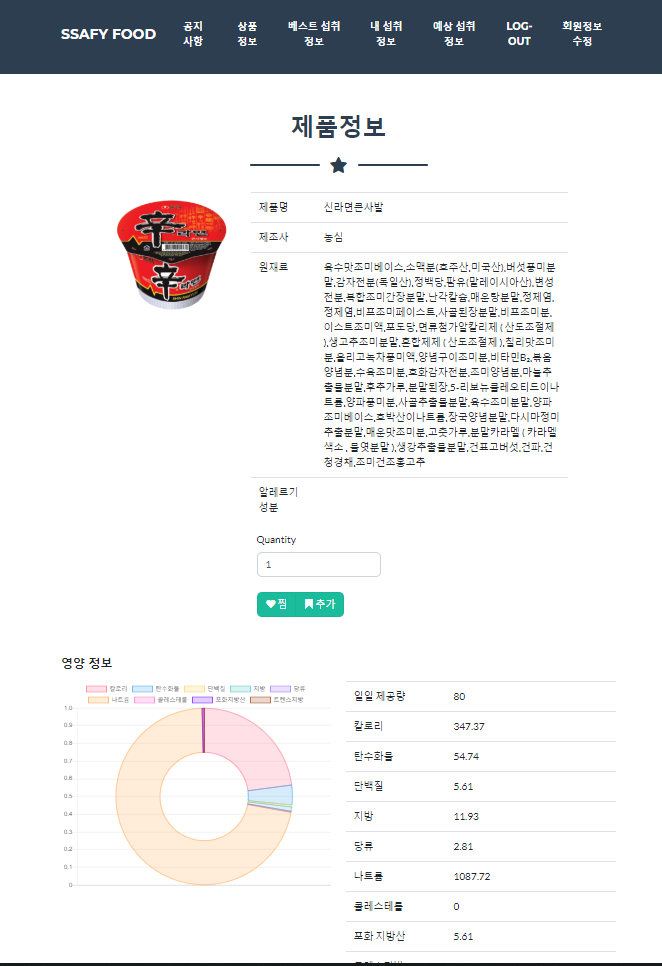 SSAFY FOOD
공지
사항
상품
정보
베스트 섭취
정보
내 섭취
정보
예상 섭취
정보
LOG-
OUT
회원정보
수정
제품정보
辛
라면
辛
제품명 신라면큰사발
제조사 농심
원재료 육수맛조미베이스,소맥분(호주산,미국산),버섯풍미분
말,감자전분(독일산),정백당,팜유(말레이시아산),변성
전분,복합조미간장분말,난각칼슘,매운탕분말,정제염,
정제염,비프조미페이스트,사골된장분말,비프조미분,
이스트조미액,포도당,면류첨가알칼리제 ( 산도조절제
),생고추조미분말,혼합제제 ( 산도조절제 ),칠리맛조미
분,올리고녹차풍미액,양념구이조미분,비타민B₂,볶음
양념분,수육조미분,호화감자전분,조미양념분,마늘추
출물분말,후추가루,분말된장,5-리보뉴클레오티드이나
트륨,양파풍미분,사골추출물분말,육수조미분말,양파
조미베이스,호박산이나트륨,장국양념분말,다시마정미
추출분말,매운맛조미분,고춧가루,분말카라멜 ( 카라멜
색소 , 물엿분말 ),생강추출물분말,건표고버섯,건파,건
청경채,조미건조홍고추
알레르기
성분
Quantity
1
찜 추가
영양 정보
칼로리 탄수화물 단백질 지방 당류
나트륨 콜레스테롤 포화지방산 트랜스지방
1.0
0.9
0.8
0.7
0.6
0.5
0.4
0.3
0.2
0.1
0
일일 제공량 80
칼로리 347.37
탄수화물 54.74
단백질 5.61
지방 11.93
당류 2.81
나트륨 1087.72
콜레스테롤 0
포화 지방산 5.61